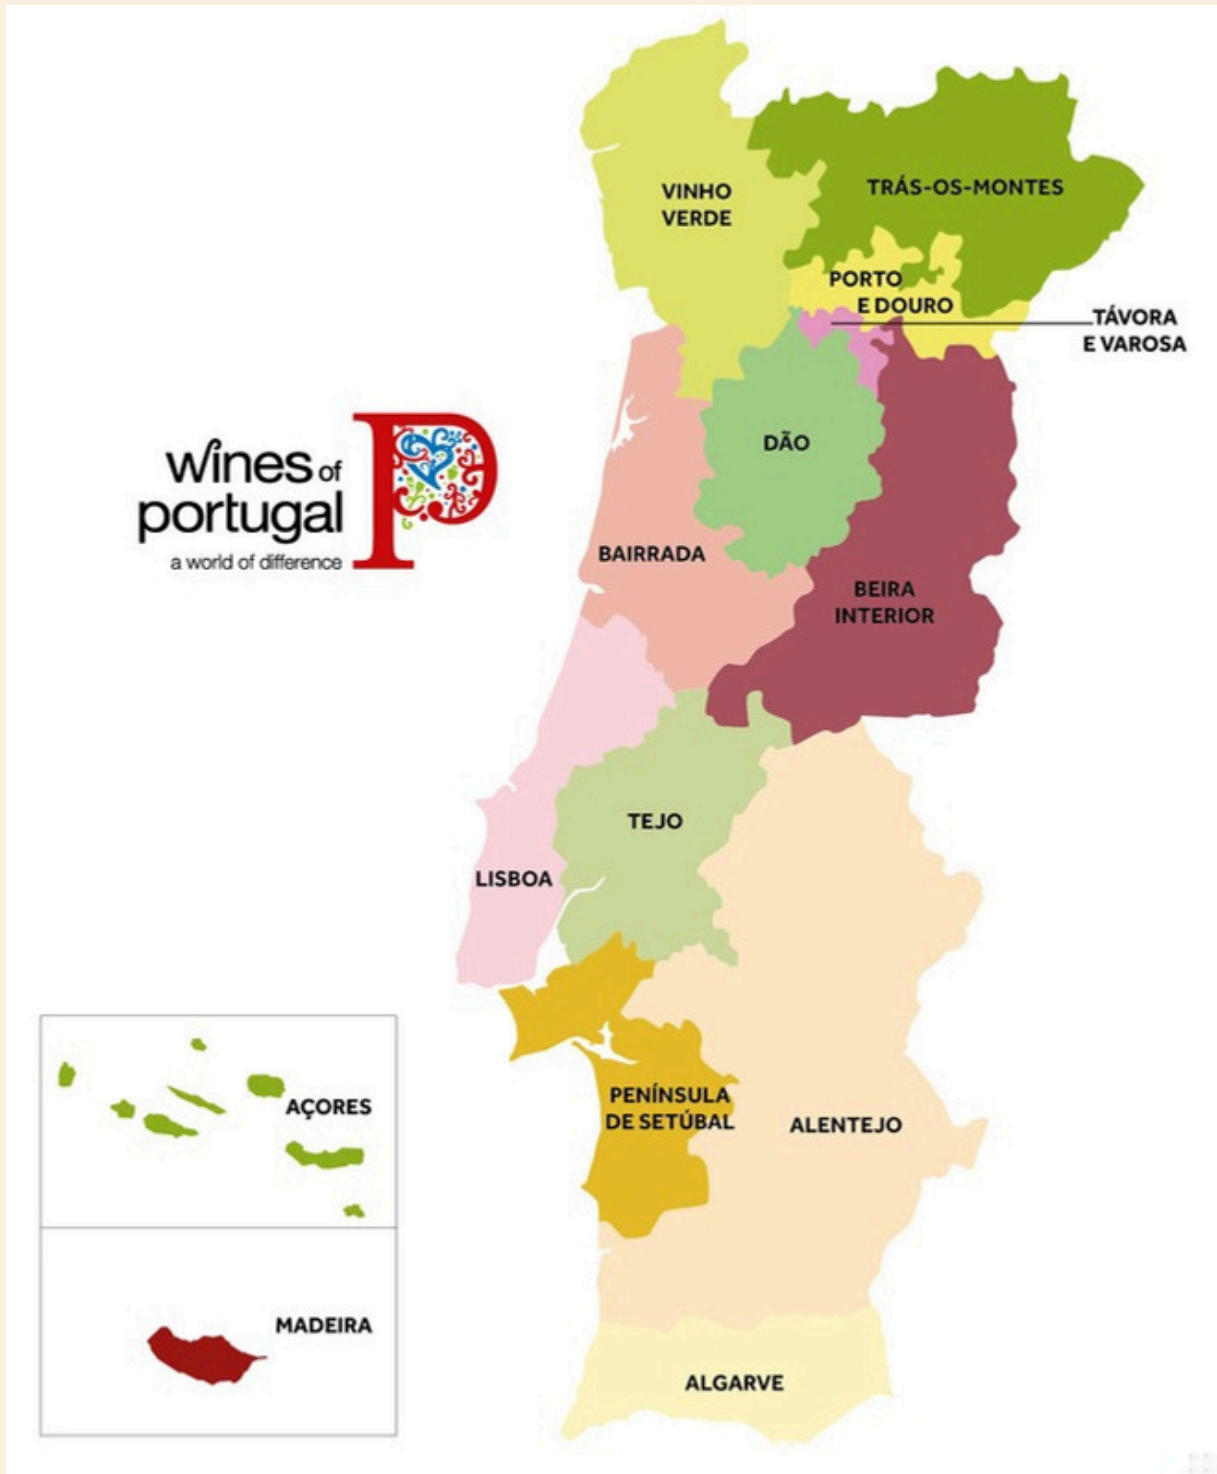 VINHO
VERDE
TRÁS-OS-MONTES
PORTO
E DOURO
TÁVORA
E VAROSA
wines of
portugal
a world of difference
P
DÃO
BAIRRADA
BEIRA
INTERIOR
TEJO
LISBOA
PENÍNSULA
DE SETÚBAL
ALENTEJO
AÇORES
MADEIRA
ALGARVE